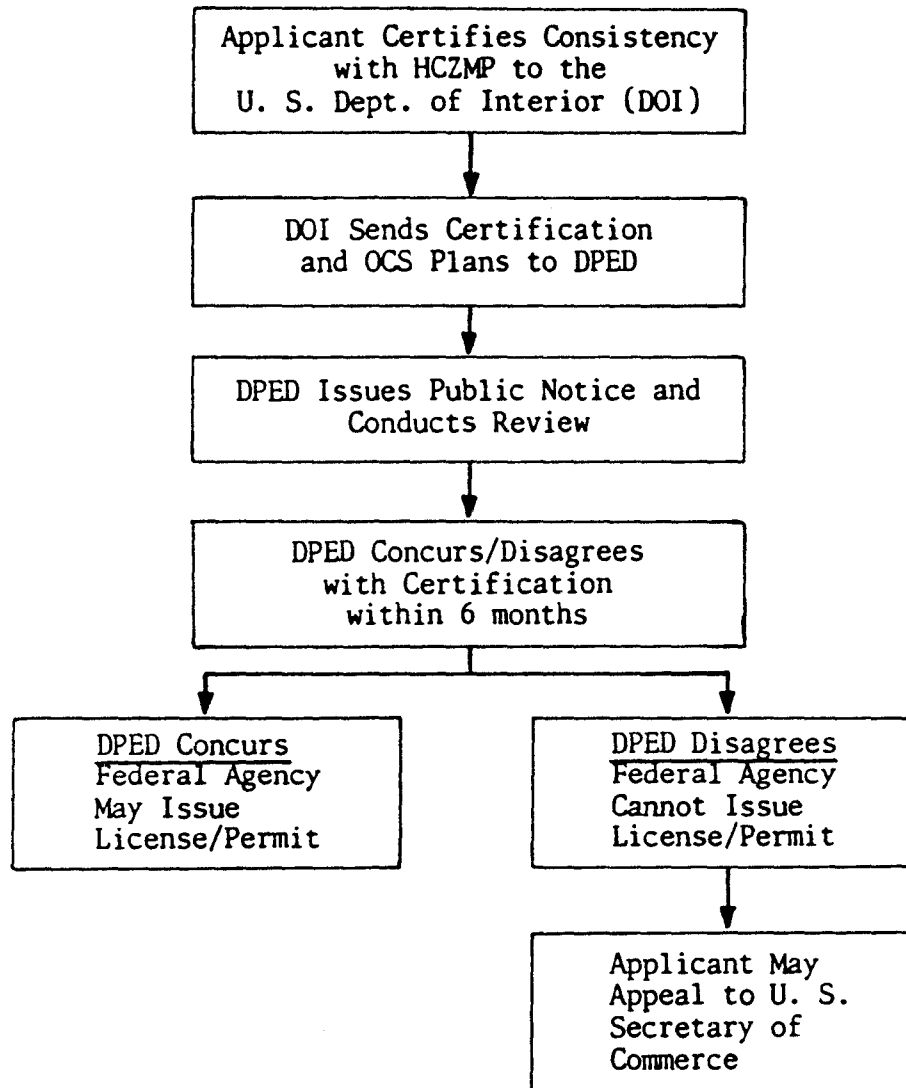 Applicant Certifies Consistency
with HCZMP to the
U. S. Dept. of Interior (DOI)
DOI Sends Certification
and OCS Plans to DPED
DPED Issues Public Notice and
Conducts Review
DPED Concurs/Disagrees
with Certification
within 6 months
DPED Concurs
Federal Agency
May Issue
License/Permit
DPED Disagrees
Federal Agency
Cannot Issue
License/Permit
Applicant May
Appeal to U. S.
Secretary of
Commerce